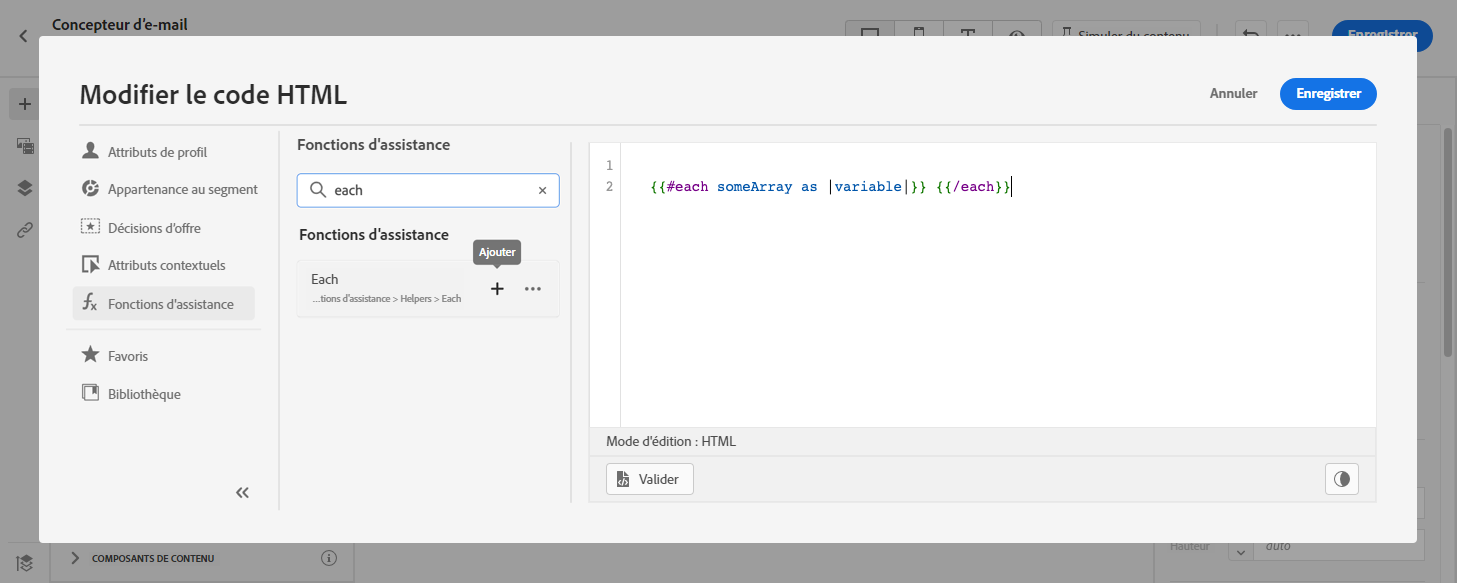 Concepteur d'e-mail
Simuler du contenu
Enregistrer
Modifier le code HTML
Annuler
Enregistrer
Attributs de profil
Appartenance au segment
Décisions d'offre
Attributs contextuels
Fonctions d'assistance
Favoris
Bibliothèque
Fonctions d'assistance
each
Fonctions d'assistance
Ajouter
Each
...tions d'assistance > Helpers > Each
1
2 {{#each someArray as |variable|}} {{/each}}
Mode d'édition : HTML
Valider
COMPOSANTS DE CONTENU
Hauteur
auto